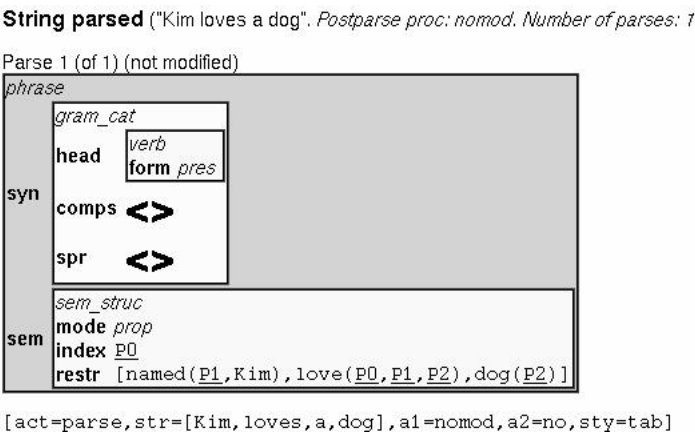 String parsed ("Kim loves a dog". Postparse proc: nomod. Number of parses: 1
Parse 1 (of 1) (not modified)
phrase
gram_cat
head verb
form pres
syn
comps <>
spr <>
sem_struc
mode prop
sem
index P0
restr [named(P1,Kim),love(P0,P1,P2),dog(P2)]
[act=parse,str=[Kim,loves,a,dog],a1=nomod,a2=no,sty=tab]